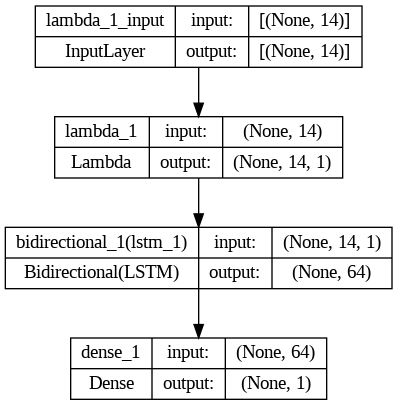 lambda_1_input input: [(None, 14)]
InputLayer output: [(None, 14)]
lambda_1 input: (None, 14)
Lambda output: (None, 14, 1)
bidirectional_1(lstm_1) input: (None, 14, 1)
Bidirectional(LSTM) output: (None, 64)
dense_1 input: (None, 64)
Dense output: (None, 1)